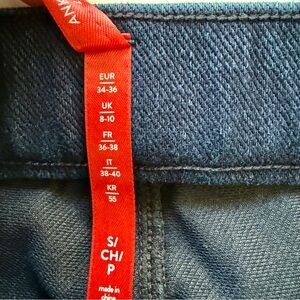 EUR
34-36
UK
8-10
FR
36-38
IT
38-40
KR
55
S/
CH/
P
made in
china